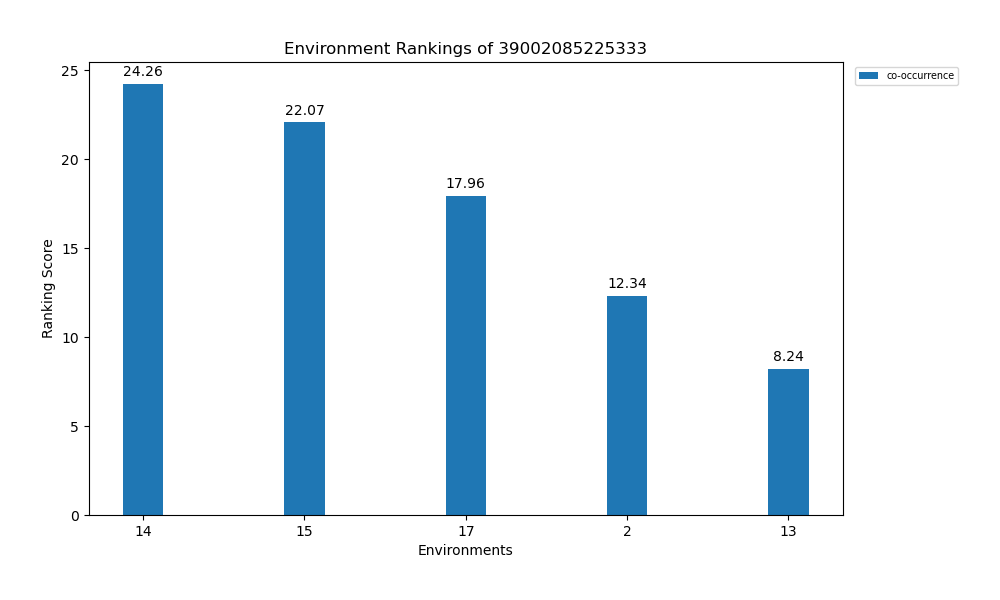 Environment Rankings of 39002085225333
co-occurrence
Ranking Score
25
20
15
10
5
0
24.26
22.07
17.96
12.34
8.24
14 15 17 2 13
Environments